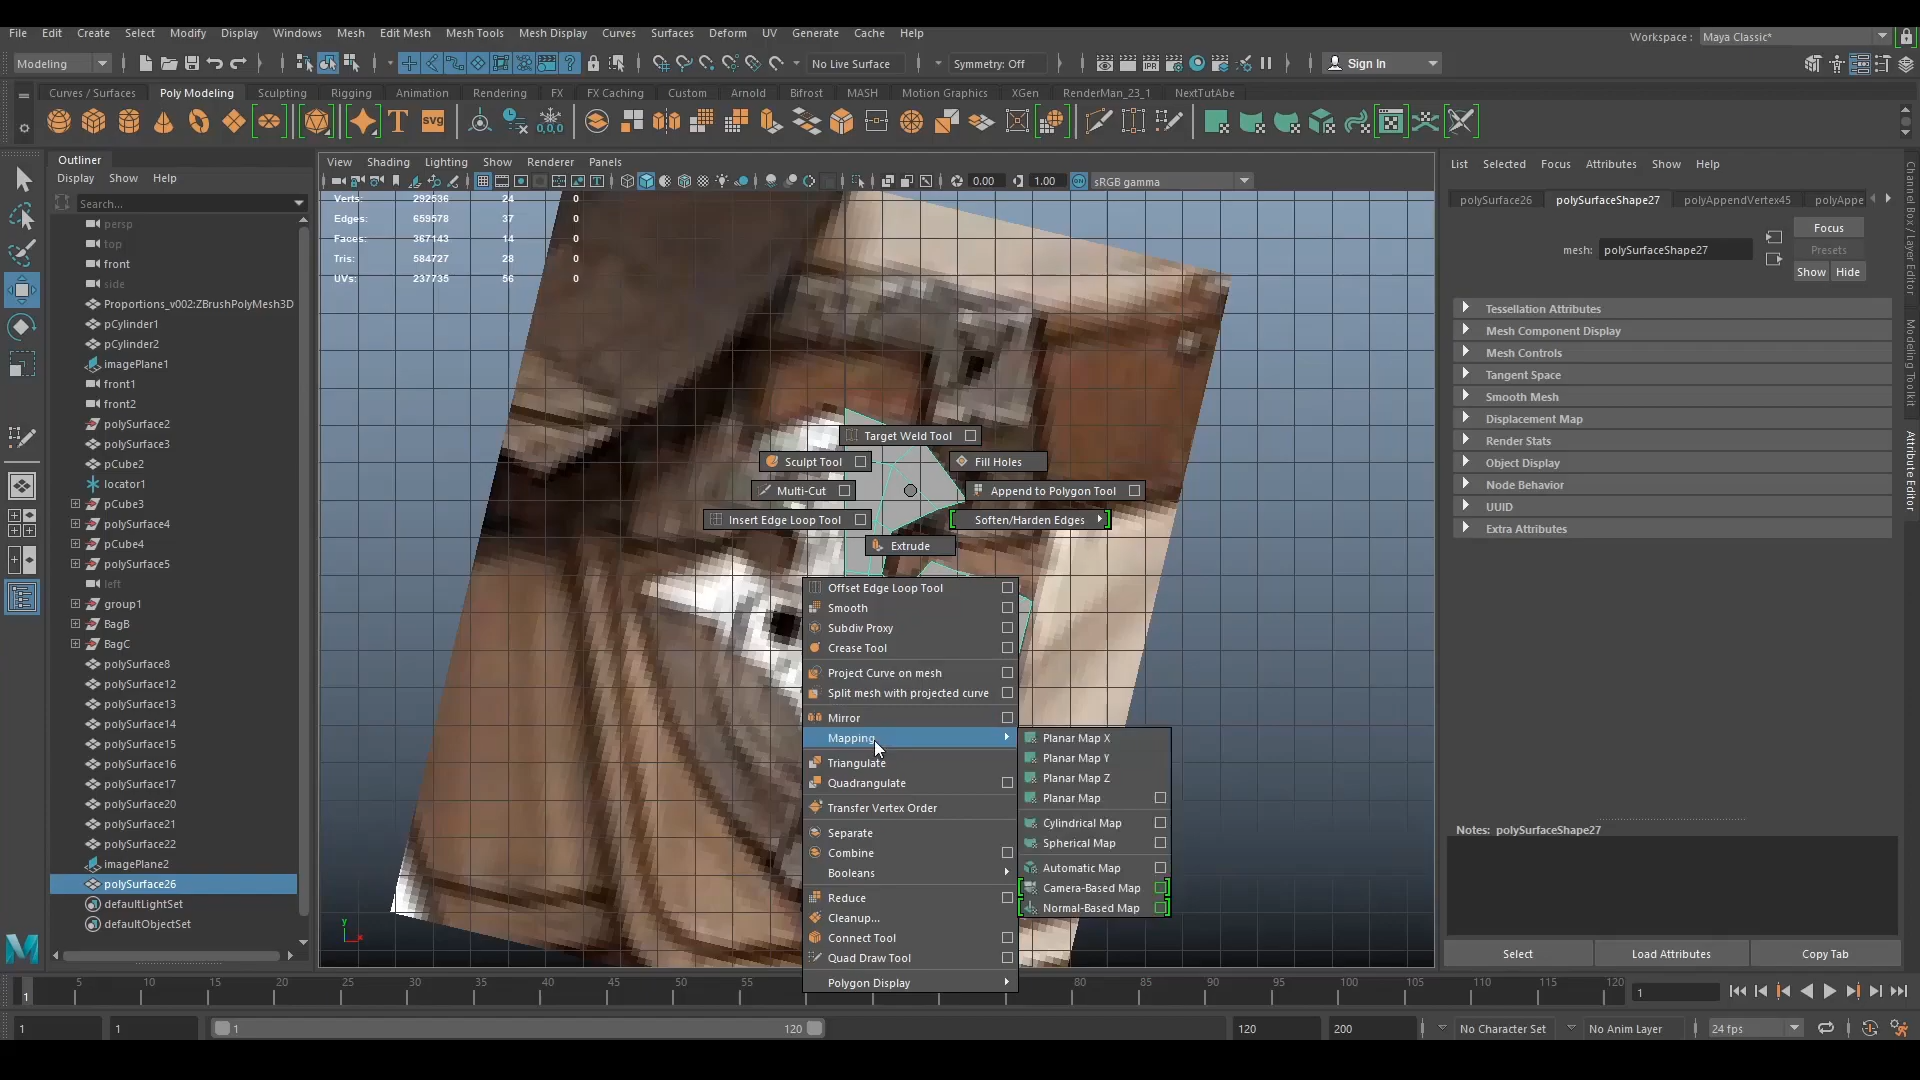 File Edit Create Select Modify Display Windows Mesh Edit Mesh Mesh Tools Mesh Display Curves Surfaces Deform UV Generate Cache Help
Workspace : Maya Classic*
Modeling No Live Surface Symmetry: Off Sign In
Curves / Surfaces Poly Modeling Sculpting Rigging Animation Rendering FX FX Caching Custom Arnold Bifrost MASH Motion Graphics XGen RenderMan_23_1 NextTutAbe
T SVG 0,0,0
Outliner
Display Show Help
Search...
persp
top
front
side
Proportions_v002:ZBrushPolyMesh3D
pCylinder1
pCylinder2
imagePlane1
front1
front2
polySurface2
polySurface3
pCube2
locator1
pCube3
polySurface4
pCube4
polySurface5
left
group1
BagB
BagC
polySurface8
polySurface12
polySurface13
polySurface14
polySurface15
polySurface16
polySurface17
polySurface20
polySurface21
polySurface22
imagePlane2
polySurface26
defaultLightSet
defaultObjectSet
View Shading Lighting Show Renderer Panels
0.00 1.00 ON sRGB gamma
Verts: 292536 24 0
Edges: 659578 37 0
Faces: 367143 14 0
Tris: 584727 28 0
UVs: 237735 56 0
Target Weld Tool
Sculpt Tool Fill Holes
Multi-Cut Append to Polygon Tool
Insert Edge Loop Tool Soften/Harden Edges
Extrude
Offset Edge Loop Tool
Smooth
Subdiv Proxy
Crease Tool
Project Curve on mesh
Split mesh with projected curve
Mirror
Mapping
Triangulate
Quadrangulate
Transfer Vertex Order
Separate
Combine
Booleans
Reduce
Cleanup...
Connect Tool
Quad Draw Tool
Polygon Display
Planar Map X
Planar Map Y
Planar Map Z
Planar Map
Cylindrical Map
Spherical Map
Automatic Map
Camera-Based Map
Normal-Based Map
y
x
List Selected Focus Attributes Show Help
polySurface26 polySurfaceShape27 polyAppendVertex45 polyAppe
mesh: polySurfaceShape27
Focus
Presets
Show Hide
Tessellation Attributes
Mesh Component Display
Mesh Controls
Tangent Space
Smooth Mesh
Displacement Map
Render Stats
Object Display
Node Behavior
UUID
Extra Attributes
Notes: polySurfaceShape27
Select Load Attributes Copy Tab
Channel Box / Layer Editor
Modeling Toolkit
Attribute Editor
1 5 10 15 20 25 30 35 40 45 50 55 80 85 90 95 100 105 110 115 120 1
1 1 1 120 120 200 No Character Set No Anim Layer 24 fps